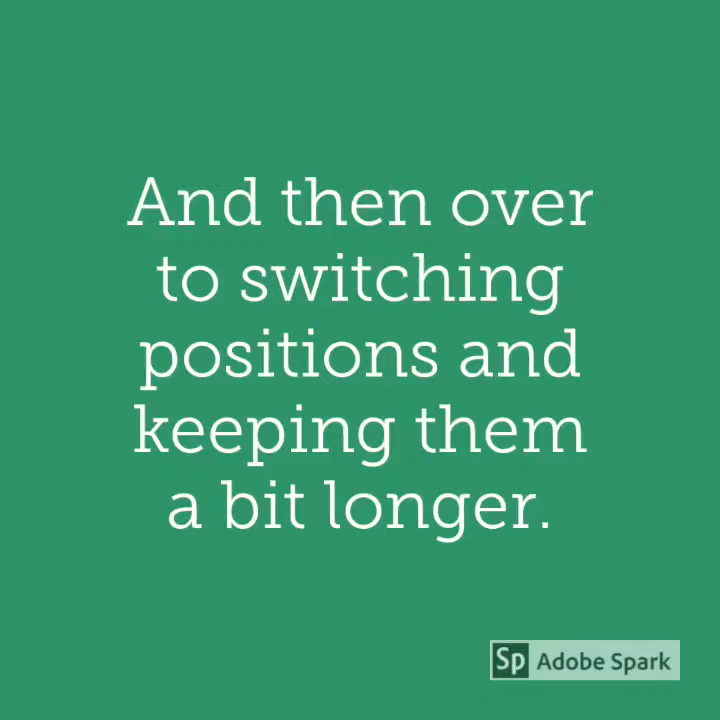 And then over
to switching
positions and
keeping them
a bit longer.
Sp Adobe Spark